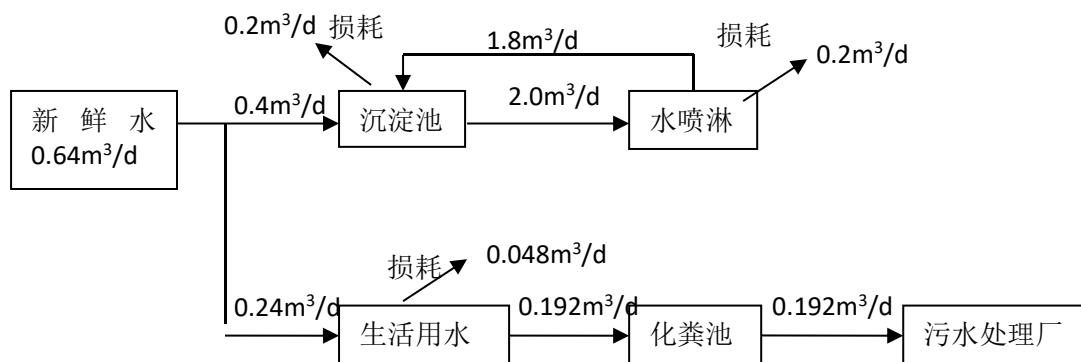 0.2m³/d 损耗
1.8m³/d
损耗
0.2m³/d
新 鲜 水
0.64m³/d
0.4m³/d
沉淀池
2.0m³/d
水喷淋
损耗
0.048m³/d
0.24m³/d
生活用水
0.192m³/d
化粪池
0.192m³/d
污水处理厂